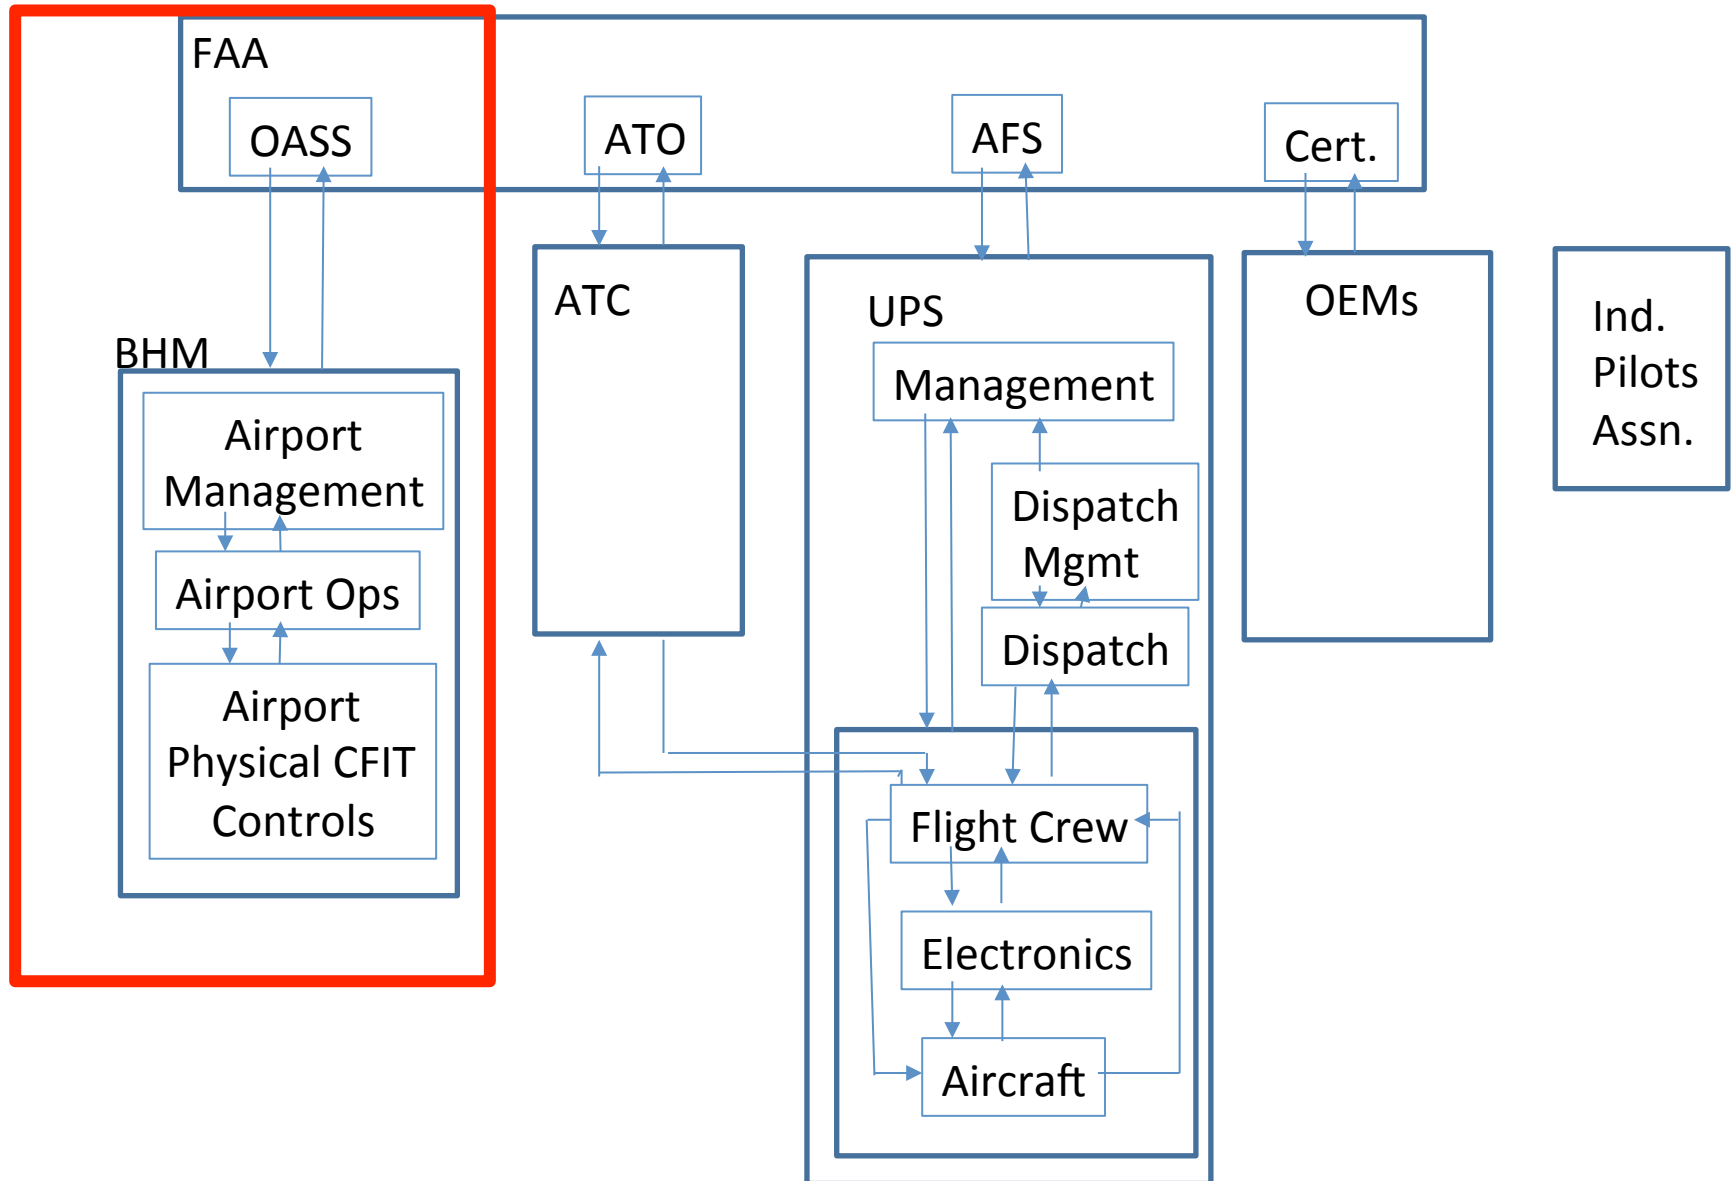 FAA
OASS
ATO
AFS
Cert.
BHM
Airport
Management
Airport Ops
Airport
Physical CFIT
Controls
ATC
UPS
Management
Dispatch
Mgmt
Dispatch
Flight Crew
Electronics
Aircraft
OEMs
Ind.
Pilots
Assn.